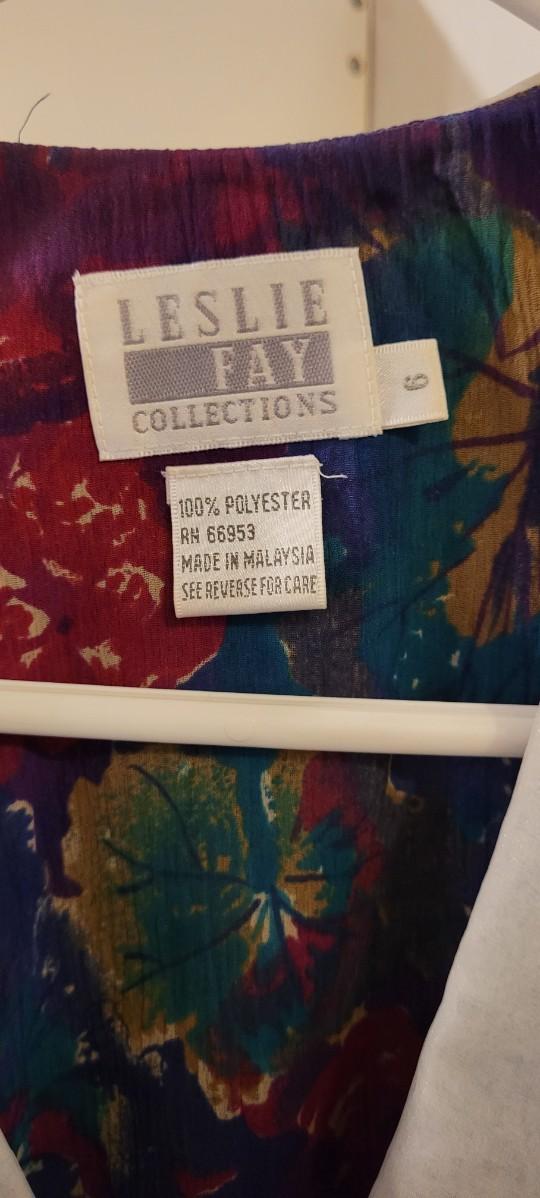 LESLIE
FAY
COLLECTIONS
6
100% POLYESTER
RN 66953
MADE IN MALAYSIA
SEE REVERSE FOR CARE